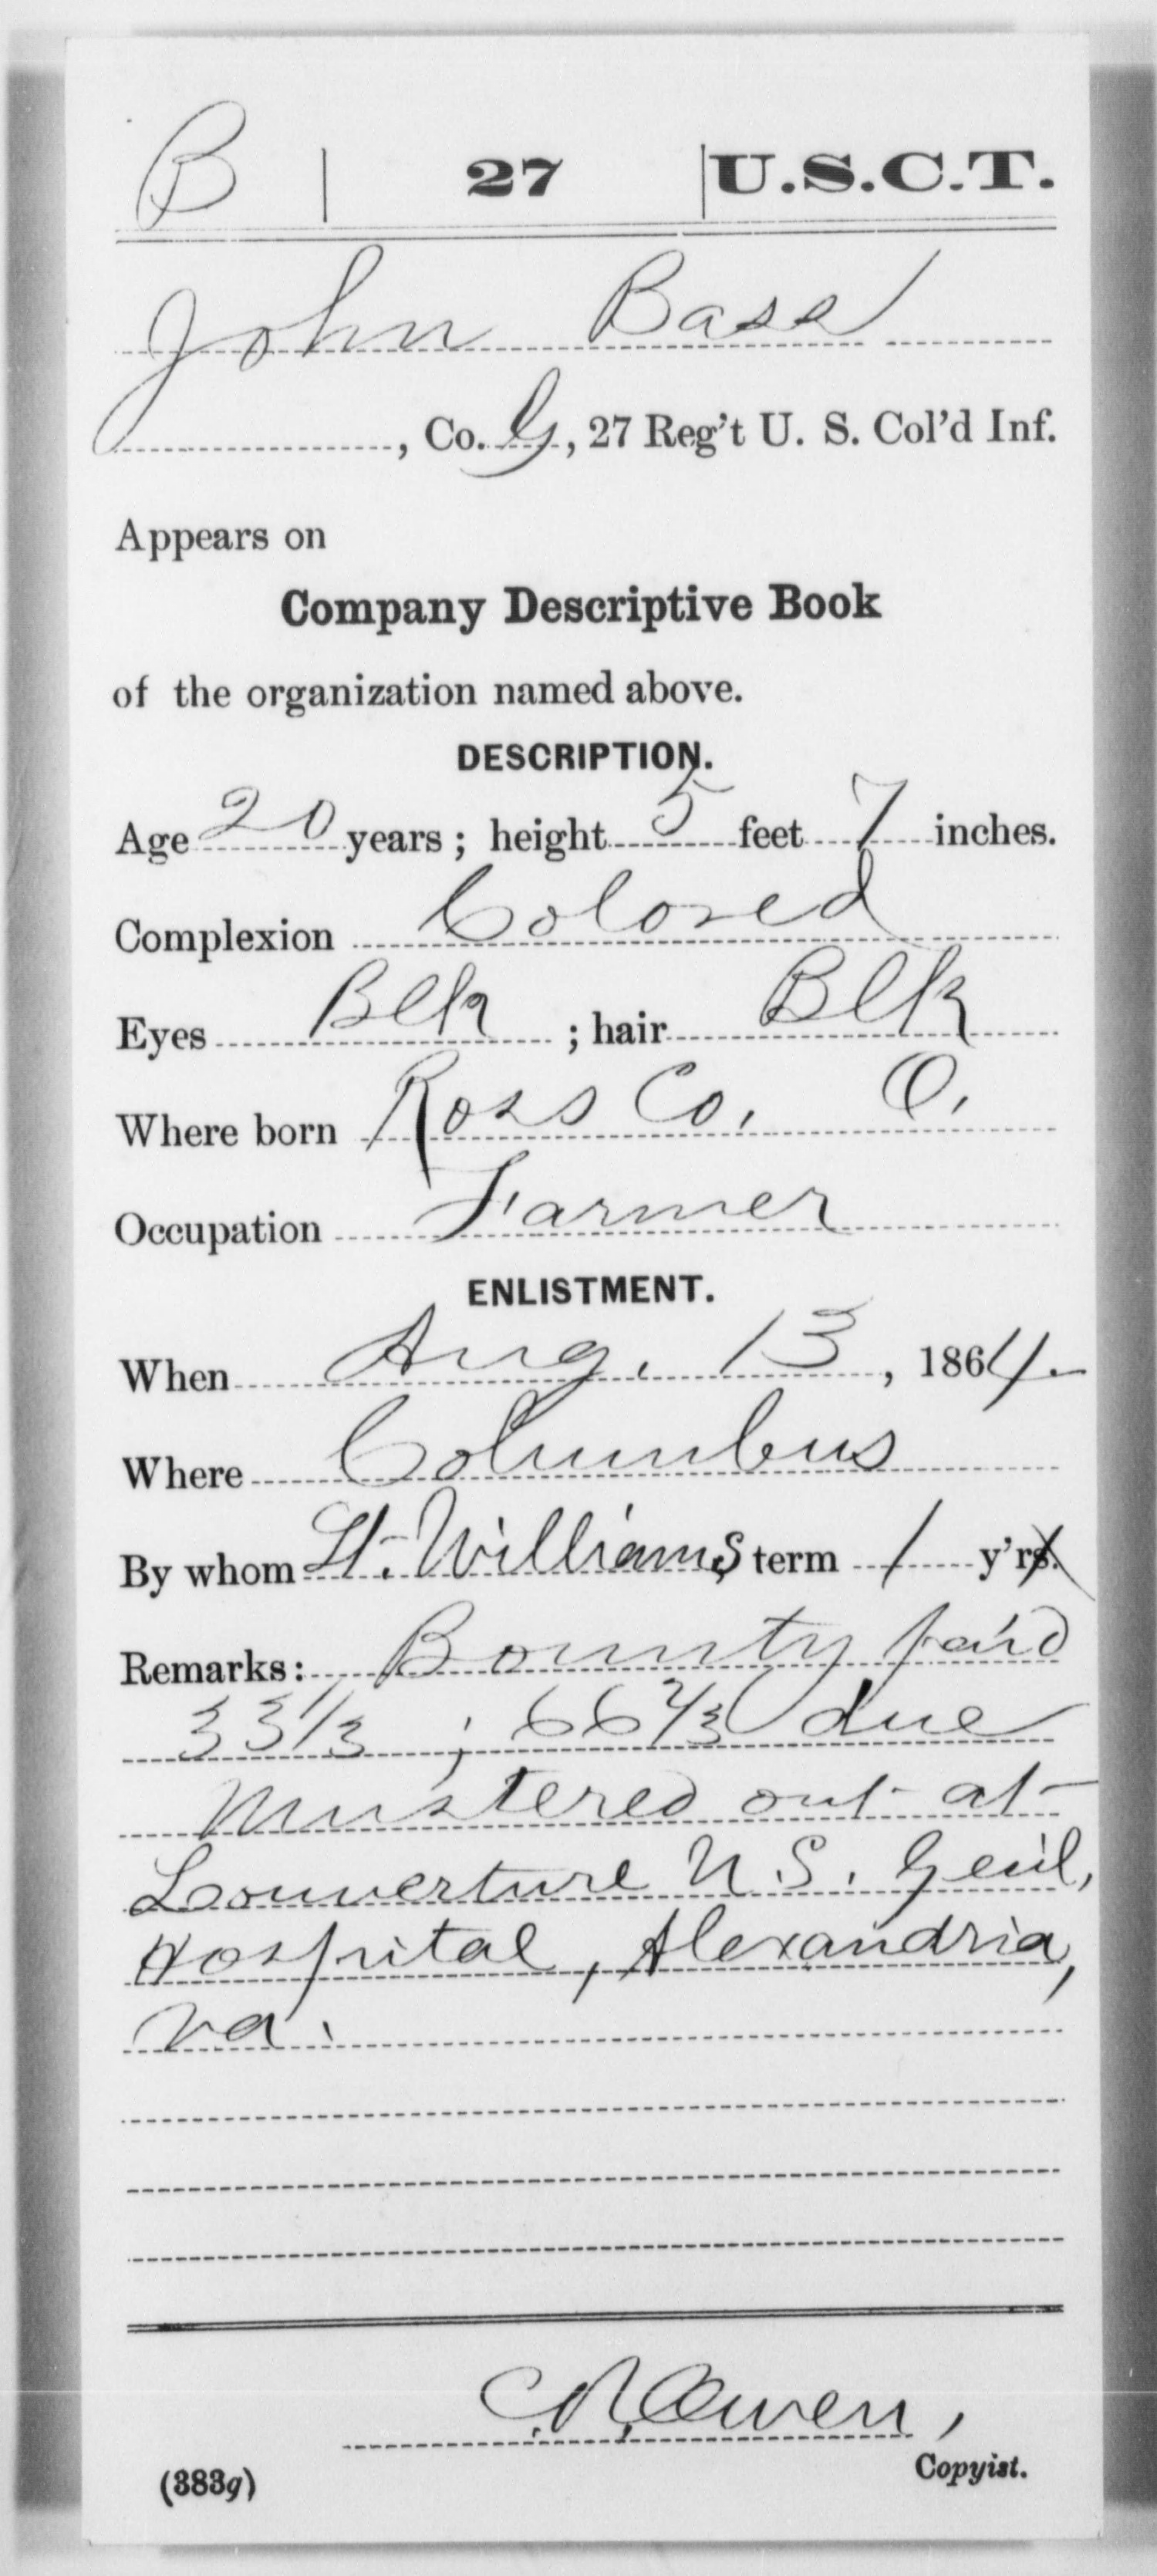 B | 27 | U.S.C.T.
John Bass
, Co. G, 27 Reg't U. S. Col'd Inf.
Appears on
Company Descriptive Book
of the organization named above.
DESCRIPTION.
Age 20 years; height 5 feet 7 inches.
Complexion Colored
Eyes Blk ; hair Blk
Where born Ross Co. O.
Occupation Farmer
ENLISTMENT.
When Aug. 13, 1864.
Where Columbus
By whom Lt. Williams; term 1 y'rs.
Remarks: Bounty paid
33 1/3 ; 66 2/3 due
Mustered out at
Louverture U.S. Genl,
Hospital, Alexandria,
Va.
C.R. Owen,
Copyist.
(383g)